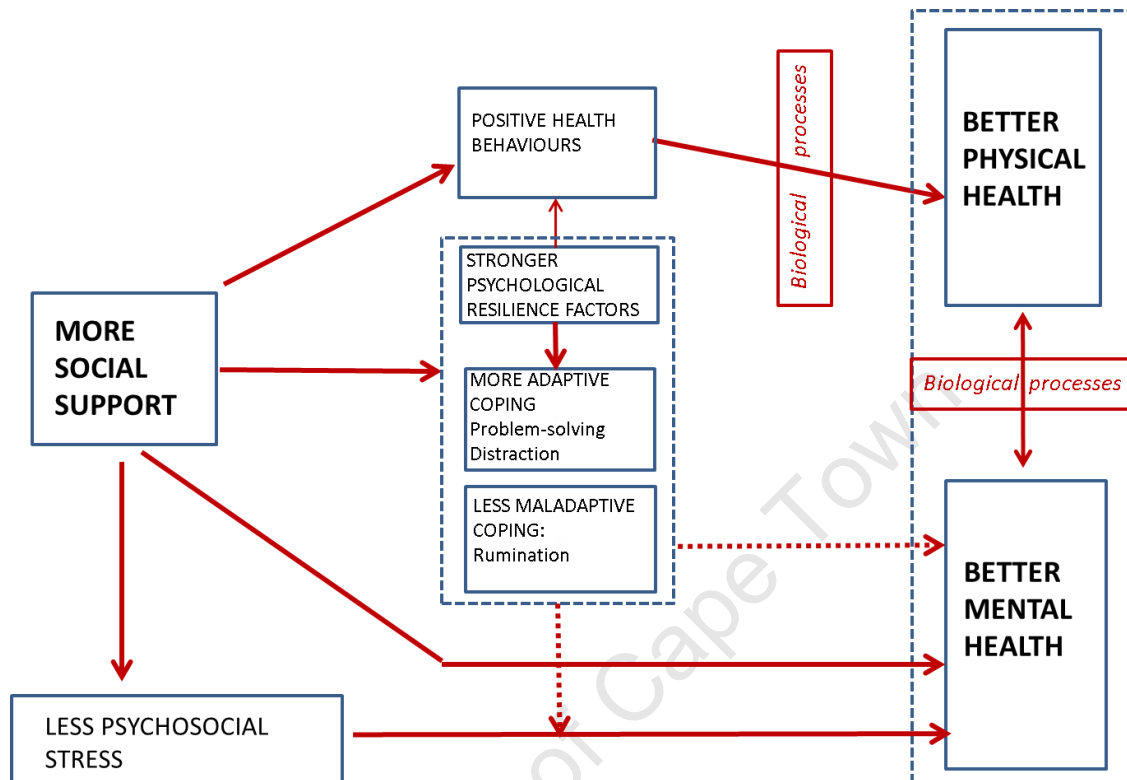 POSITIVE HEALTH
BEHAVIOURS
Biological processes
BETTER
PHYSICAL
HEALTH
STRONGER
PSYCHOLOGICAL
RESILIENCE FACTORS
MORE
SOCIAL
SUPPORT
MORE ADAPTIVE
COPING
Problem-solving
Distraction
Biological processes
LESS MALADAPTIVE
COPING:
Rumination
BETTER
MENTAL
HEALTH
LESS PSYCHOSOCIAL
STRESS
of Cape Town